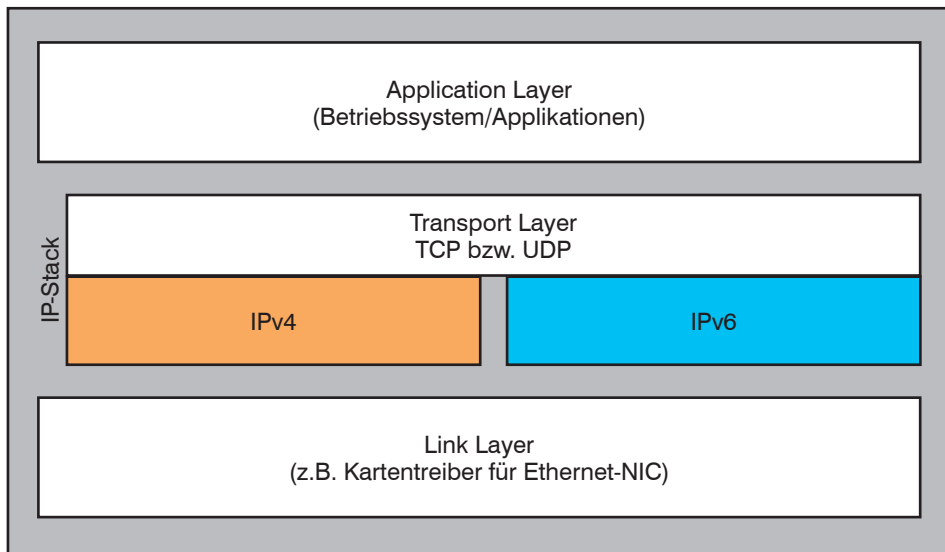 Application Layer
(Betriebssystem/Applikationen)
IP-Stack
Transport Layer
TCP bzw. UDP
IPv4
IPv6
Link Layer
(z.B. Kartentreiber für Ethernet-NIC)